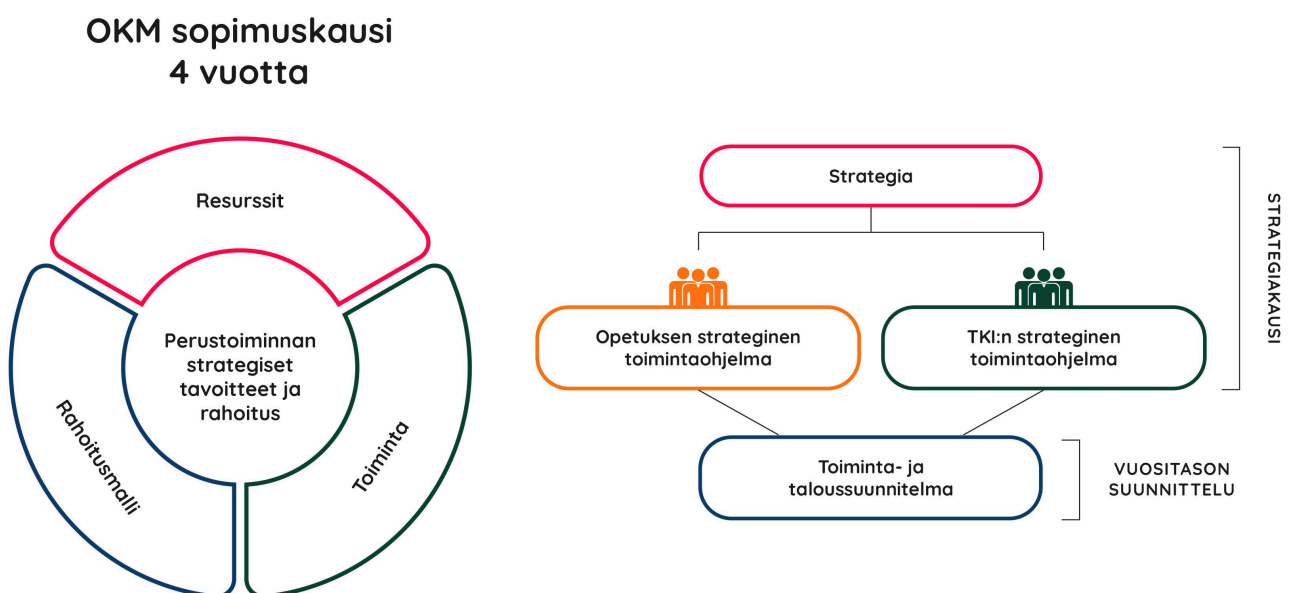 OKM sopimuskausi
4 vuotta
Resurssit
Perustoiminnan
strategiset
tavoitteet ja
rahoitus
Rahoitusmalli
Toiminta
Strategia
Opetuksen strateginen
toimintaohjelma
TKI:n strateginen
toimintaohjelma
STRATEGIAKAUSI
Toiminta- ja
taloussuunnitelma
VUOSITASON
SUUNNITTELU